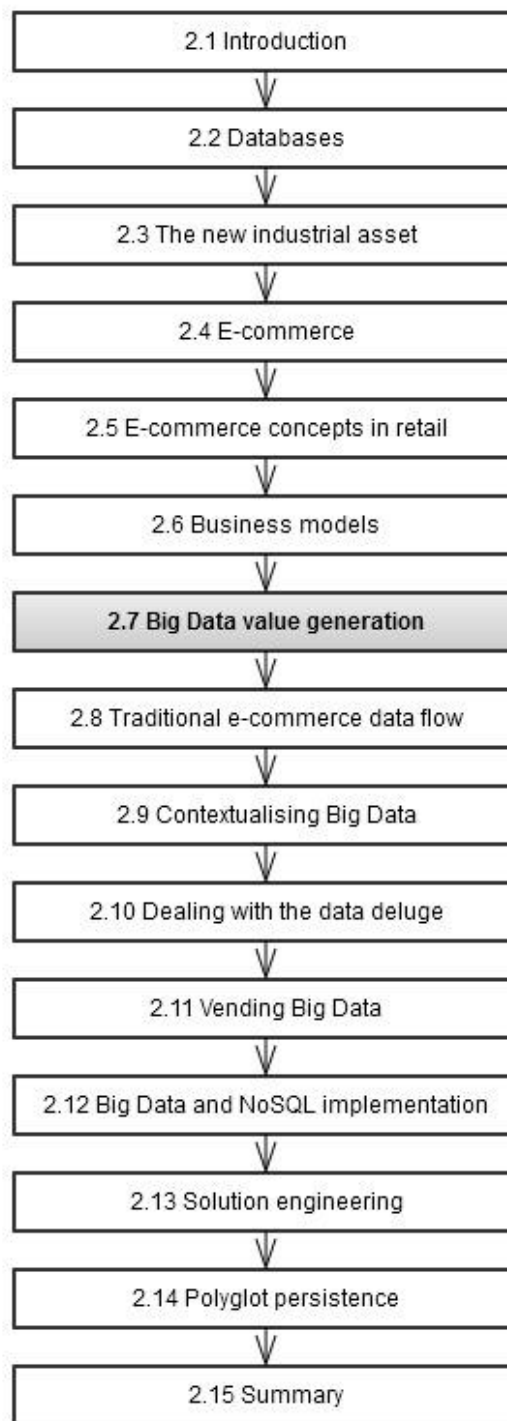 2.1 Introduction
2.2 Databases
2.3 The new industrial asset
2.4 E-commerce
2.5 E-commerce concepts in retail
2.6 Business models
2.7 Big Data value generation
2.8 Traditional e-commerce data flow
2.9 Contextualising Big Data
2.10 Dealing with the data deluge
2.11 Vending Big Data
2.12 Big Data and NoSQL implementation
2.13 Solution engineering
2.14 Polyglot persistence
2.15 Summary